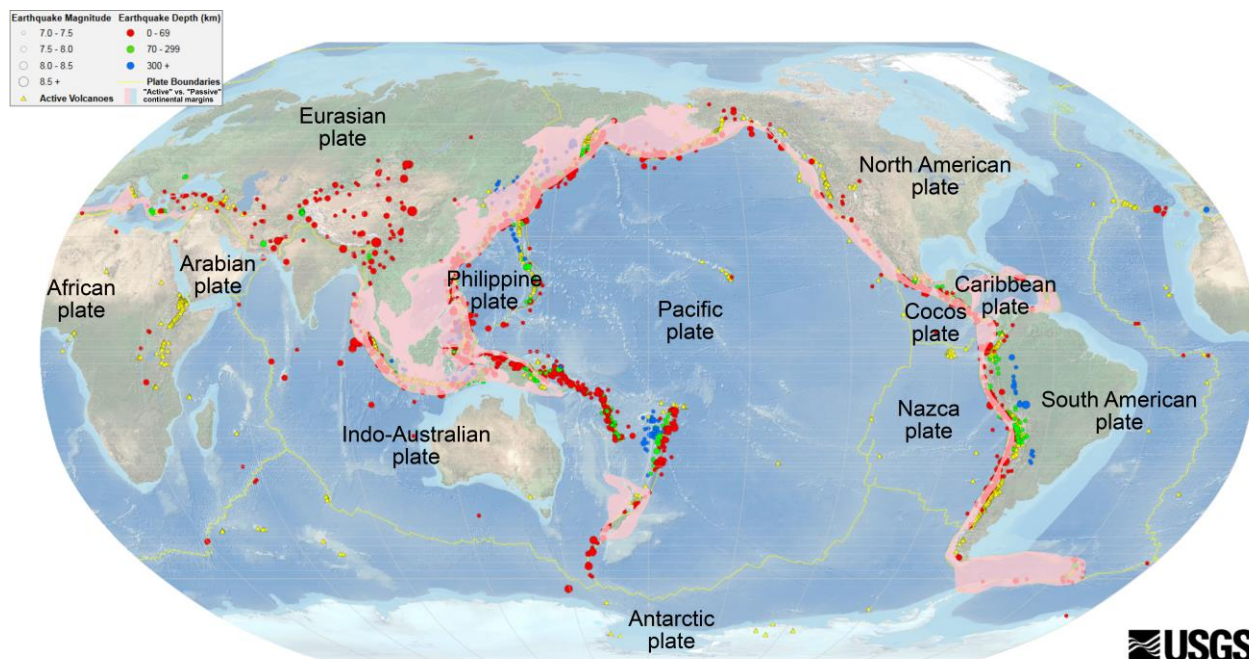 Earthquake Magnitude
7.0 - 7.5
7.5 - 8.0
8.0 - 8.5
8.5 +
Active Volcanoes
Earthquake Depth (km)
0 - 69
70 - 299
300 +
Plate Boundaries
"Active" vs. "Passive"
continental margins
Eurasian
plate
North American
plate
Arabian
plate
African
plate
Philippine
plate
Pacific
plate
Caribbean
plate
Cocos
plate
Nazca
plate
South American
plate
Indo-Australian
plate
Antarctic
plate
USGS